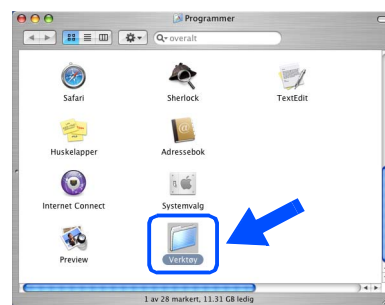 Programmer
overalt
Safari
Sherlock
TextEdit
Huskelapper
Adressebok
Internet Connect
Systemvalg
Preview
Verktøy
1 av 28 markert, 11.31 GB ledig